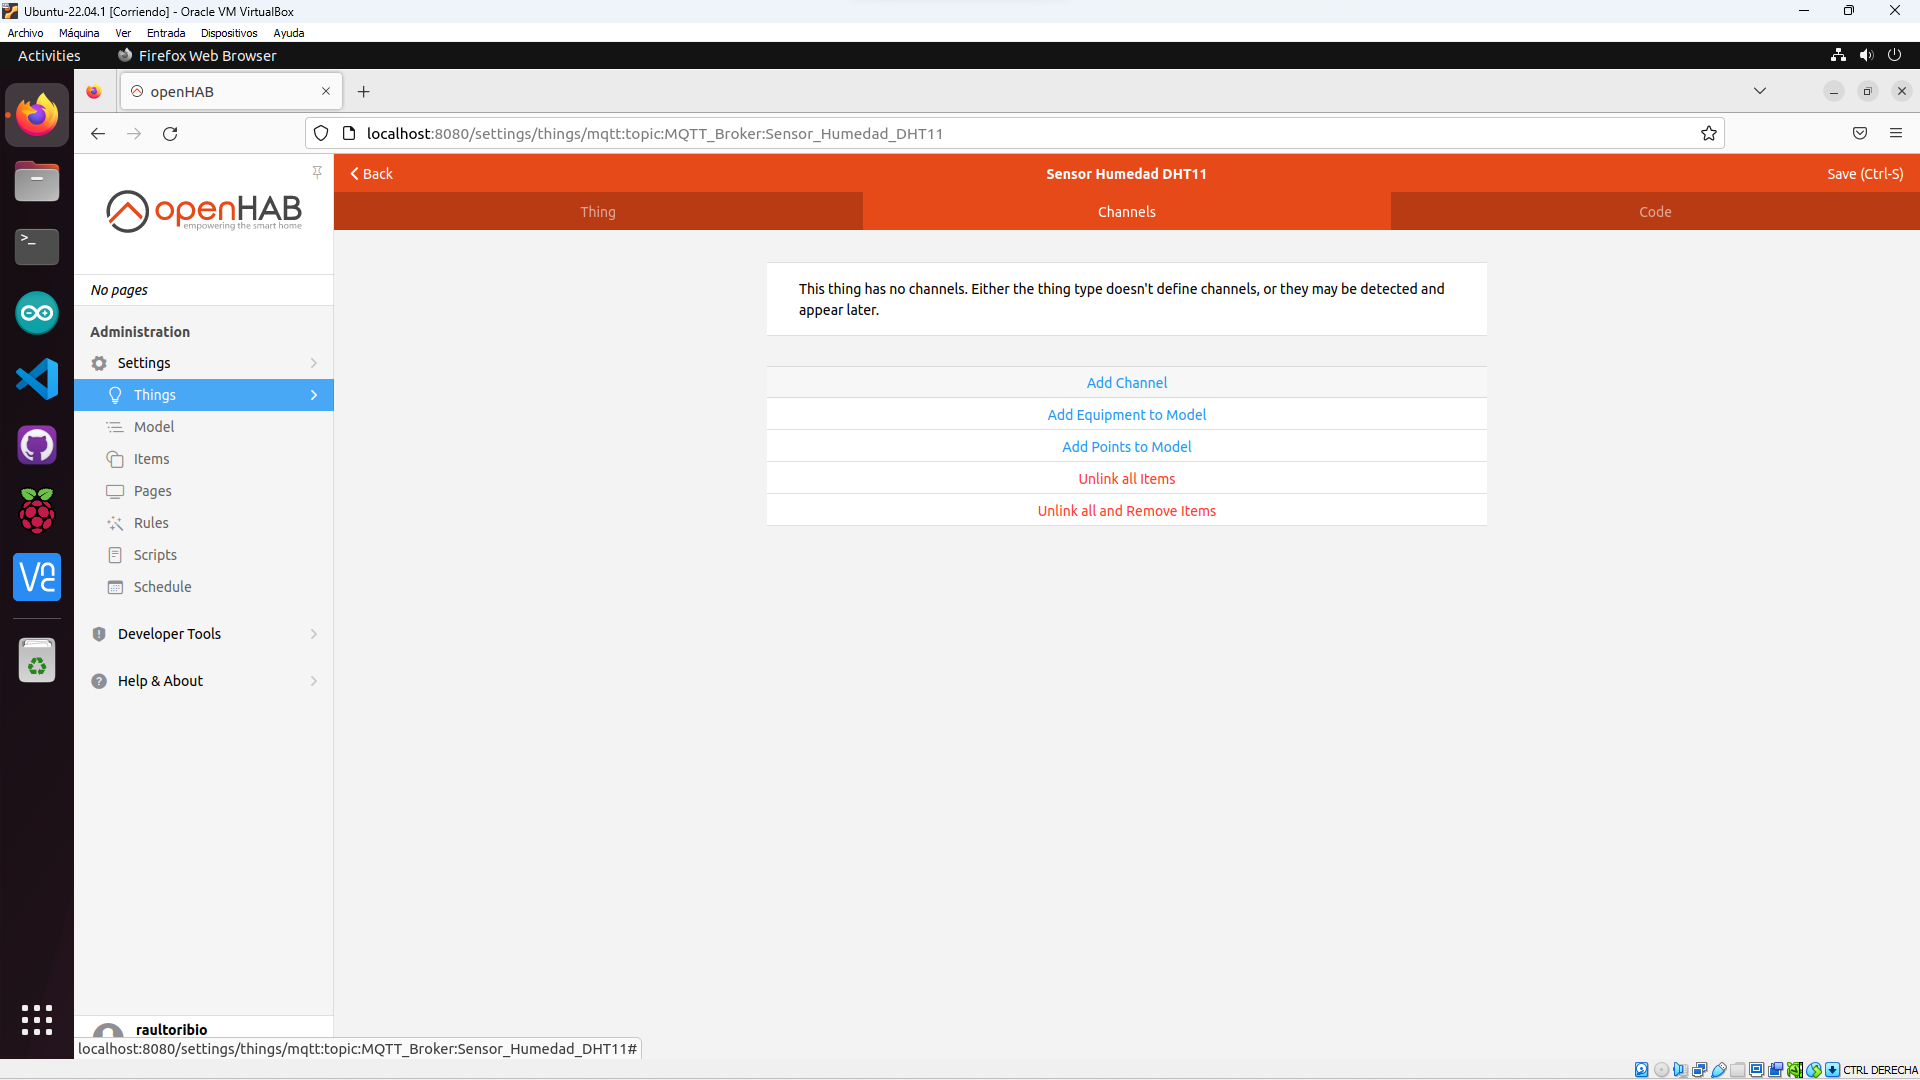 Ubuntu-22.04.1 [Corriendo] - Oracle VM VirtualBox
Archivo Máquina Ver Entrada Dispositivos Ayuda
Activities Firefox Web Browser
openHAB
localhost:8080/settings/things/mqtt:topic:MQTT_Broker:Sensor_Humedad_DHT11
openHAB
empowering the smart home
Back
Sensor Humedad DHT11
Save (Ctrl-S)
Thing Channels Code
No pages
Administration
Settings
Things
Model
Items
Pages
Rules
Scripts
Schedule
Developer Tools
Help & About
This thing has no channels. Either the thing type doesn't define channels, or they may be detected and
appear later.
Add Channel
Add Equipment to Model
Add Points to Model
Unlink all Items
Unlink all and Remove Items
raultoribio
localhost:8080/settings/things/mqtt:topic:MQTT_Broker:Sensor_Humedad_DHT11#
CTRL DERECHA